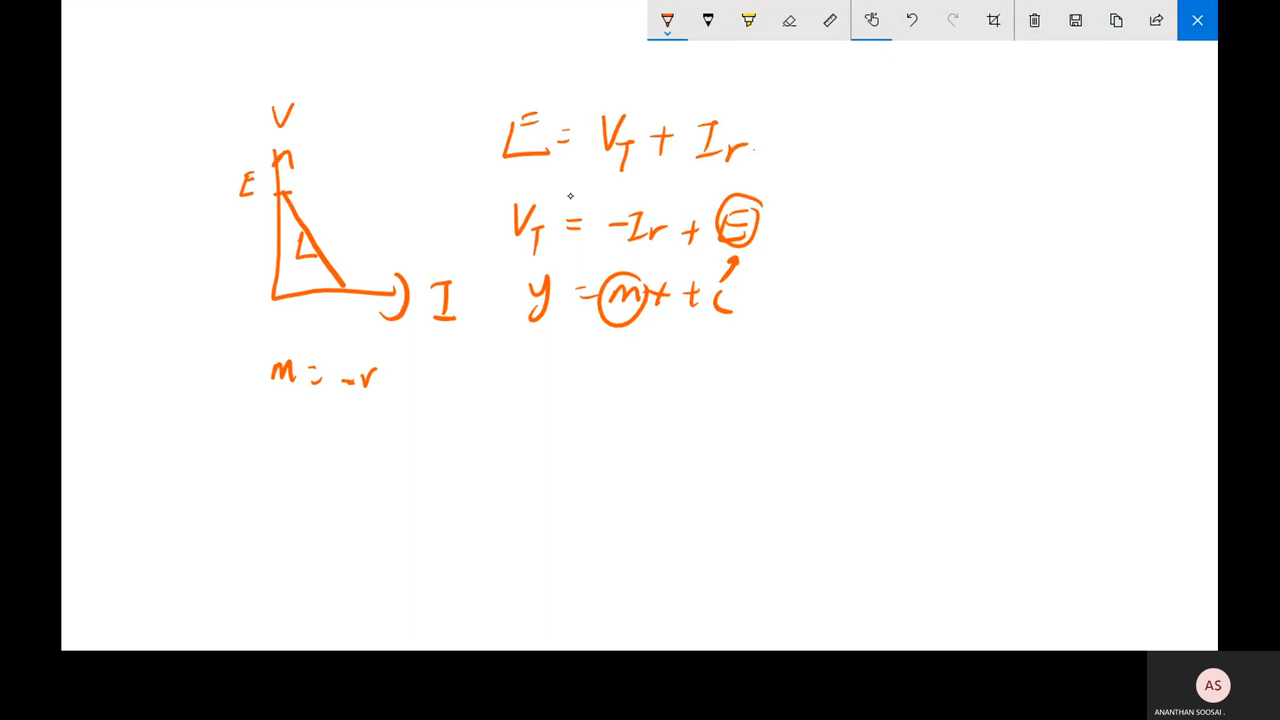 V
E
I
m = -r
E = V_T + Ir
V_T = -Ir + E
y = -mx + c
AS
ANANTHAN SOOSAI .